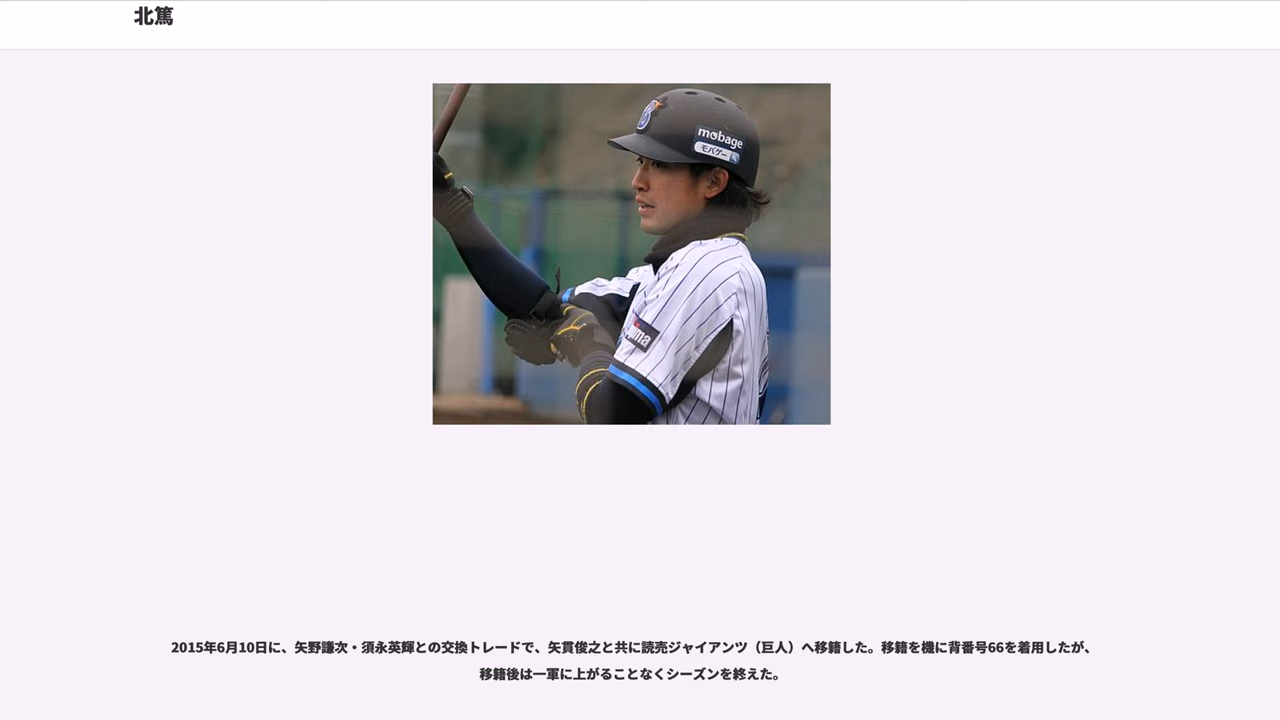 北篤
mobage
モバゲー
2015年6月10日に、矢野謙次・須永英輝との交換トレードで、矢貫俊之と共に読売ジャイアンツ（巨人）へ移籍した。移籍を機に背番号66を着用したが、
移籍後は一軍に上がることなくシーズンを終えた。